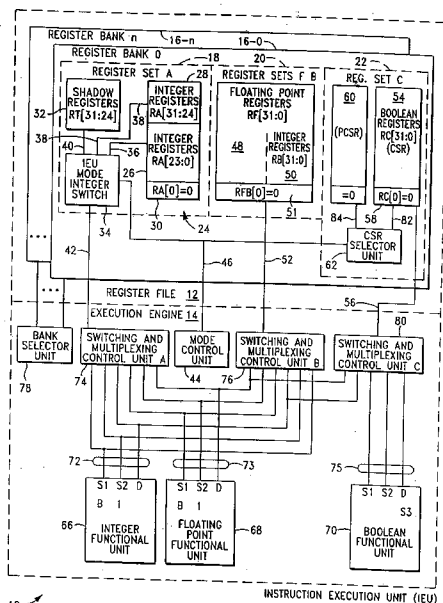 REGISTER BANK n
16-n
16-0
REGISTER BANK 0
18
20
22
REGISTER SET A
28
REGISTER SETS F B
REG. SET C
32
SHADOW REGISTERS RT[31:24]
INTEGER REGISTERS RA[31:24]
FLOATING POINT REGISTERS RF[31:0]
60
(PCSR)
54
BOOLEAN REGISTERS RC[31:0] (CSR)
38
38
40
36
INTEGER REGISTERS RA[23:0]
48
INTEGER REGISTERS RB[31:0]
50
IEU MODE INTEGER SWITCH
26
RA[0]=0
RFB[0]=0
=0
RC[0]=0
34
30
24
51
84
58
82
62
CSR SELECTOR UNIT
42
46
52
56
REGISTER FILE 12
EXECUTION ENGINE 14
80
BANK SELECTOR UNIT
78
SWITCHING AND MULTIPLEXING CONTROL UNIT A
74
MODE CONTROL UNIT
44
76
SWITCHING AND MULTIPLEXING CONTROL UNIT B
SWITCHING AND MULTIPLEXING CONTROL UNIT C
72
73
75
S1 S2 D
B I
INTEGER FUNCTIONAL UNIT
66
S1 S2 D
B I
FLOATING POINT FUNCTIONAL UNIT
68
S1 S2 D
S3
BOOLEAN FUNCTIONAL UNIT
70
INSTRUCTION EXECUTION UNIT (IEU)